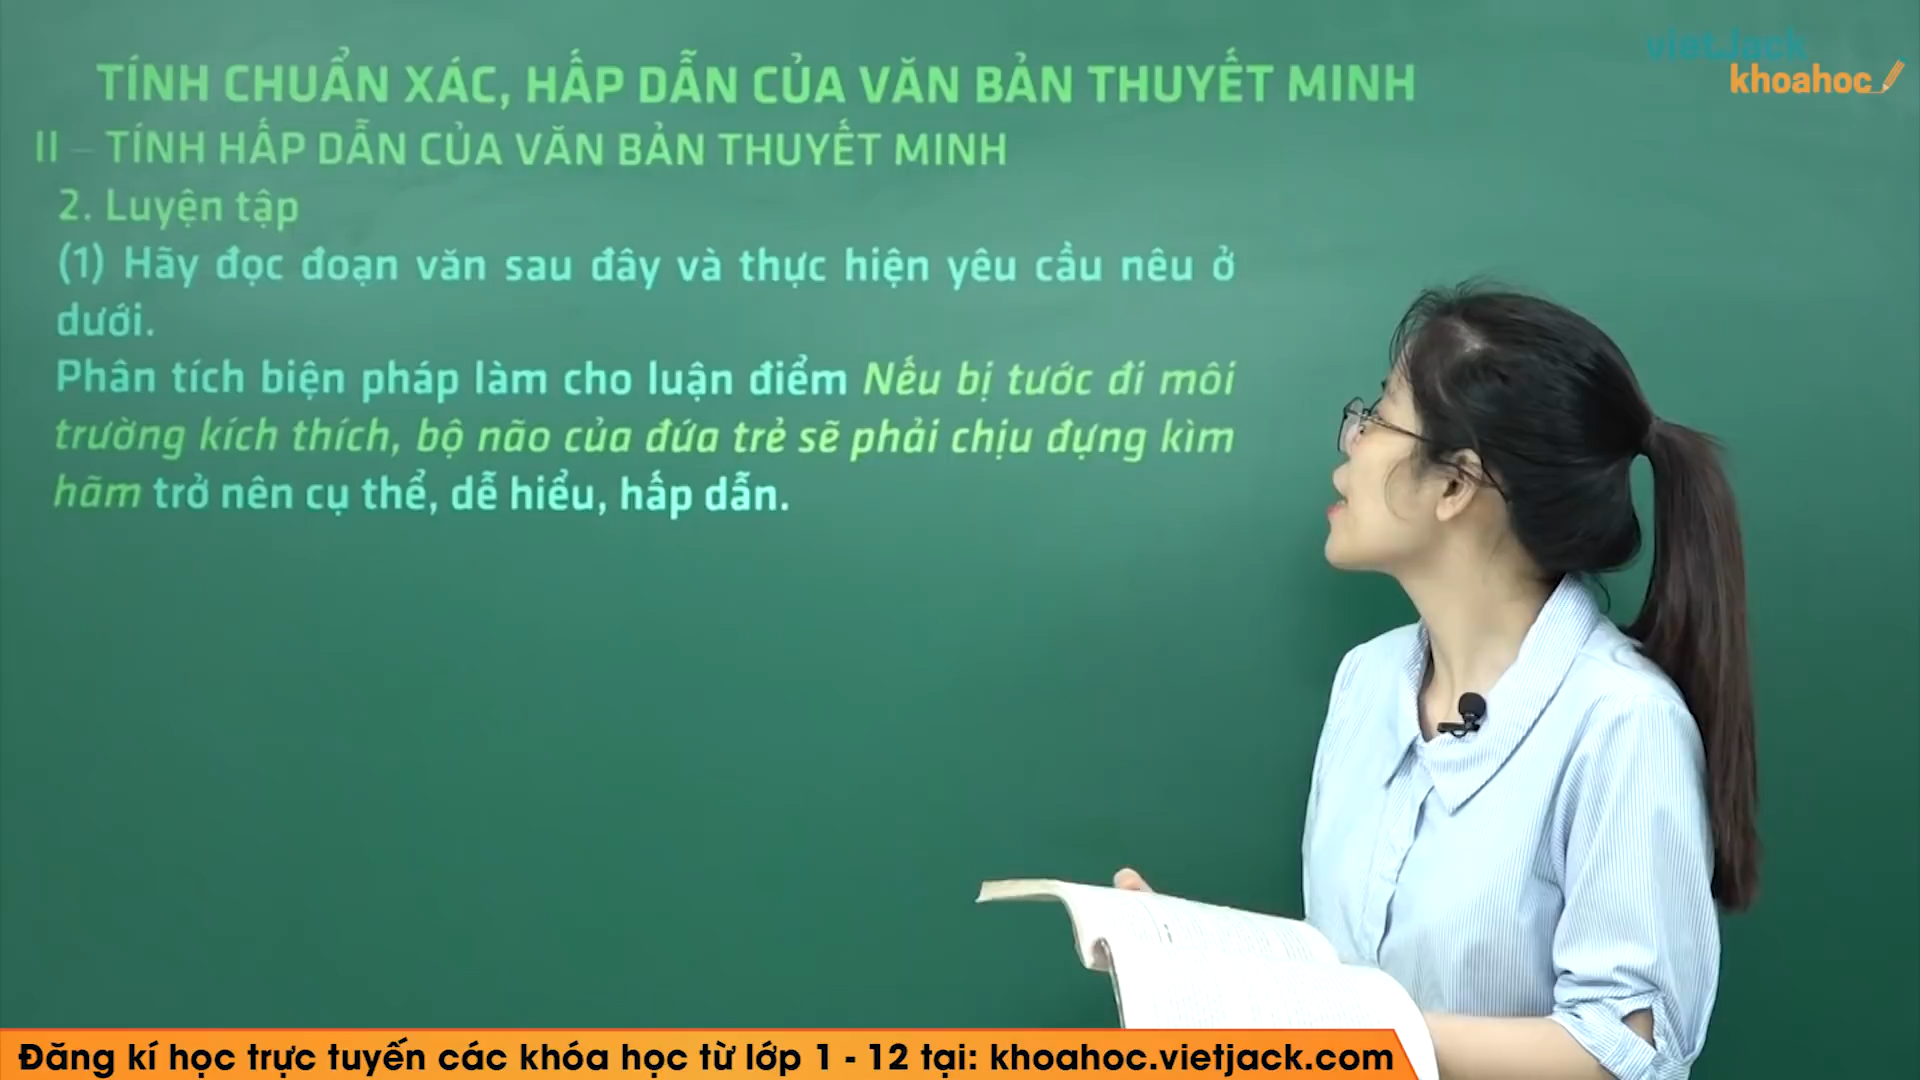 vietJack
khoahoc
TÍNH CHUẨN XÁC, HẤP DẪN CỦA VĂN BẢN THUYẾT MINH
II – TÍNH HẤP DẪN CỦA VĂN BẢN THUYẾT MINH
2. Luyện tập
(1) Hãy đọc đoạn văn sau đây và thực hiện yêu cầu nêu ở
dưới.
Phân tích biện pháp làm cho luận điểm Nếu bị tước đi môi
trường kích thích, bộ não của đứa trẻ sẽ phải chịu đựng kìm
hãm trở nên cụ thể, dễ hiểu, hấp dẫn.
Đăng kí học trực tuyến các khóa học từ lớp 1 - 12 tại: khoahoc.vietjack.com